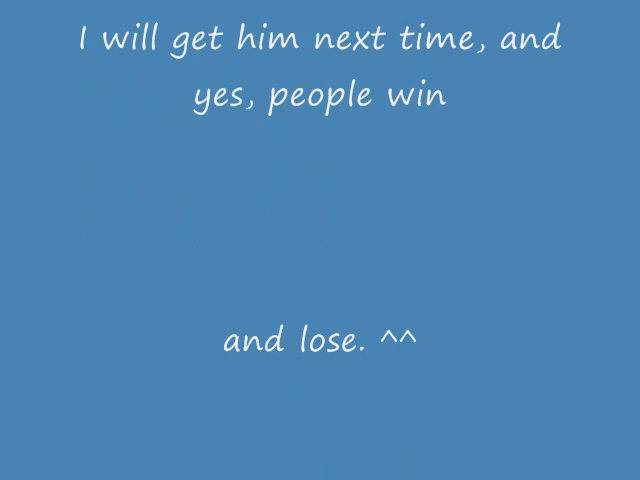 I will get him next time, and
yes, people win
and lose. ^^